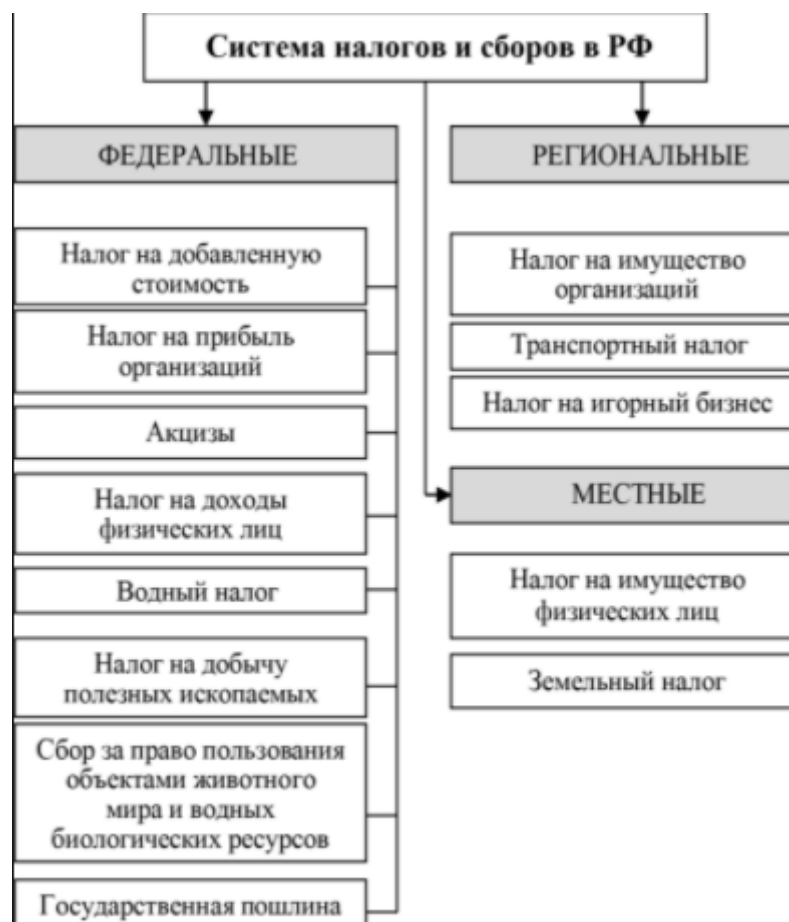 Система налогов и сборов в РФ
ФЕДЕРАЛЬНЫЕ
Налог на добавленную
стоимость
Налог на прибыль
организаций
Акцизы
Налог на доходы
физических лиц
Водный налог
Налог на добычу
полезных ископаемых
Сбор за право пользования
объектами животного
мира и водных
биологических ресурсов
Государственная пошлина
РЕГИОНАЛЬНЫЕ
Налог на имущество
организаций
Транспортный налог
Налог на игорный бизнес
МЕСТНЫЕ
Налог на имущество
физических лиц
Земельный налог